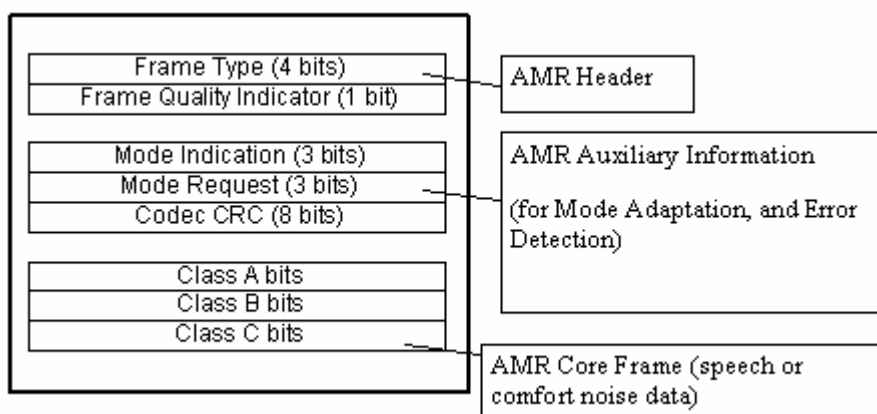 Frame Type (4 bits)
Frame Quality Indicator (1 bit)
AMR Header
Mode Indication (3 bits)
Mode Request (3 bits)
Codec CRC (8 bits)
AMR Auxiliary Information
(for Mode Adaptation, and Error
Detection)
Class A bits
Class B bits
Class C bits
AMR Core Frame (speech or
comfort noise data)